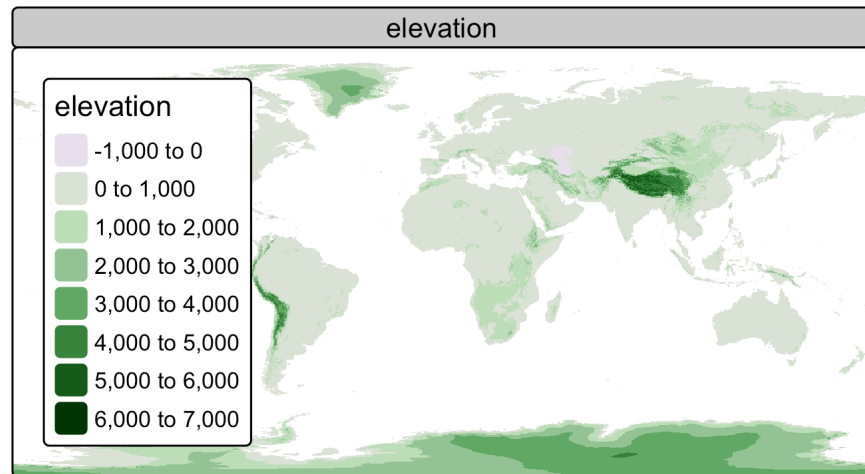 elevation
elevation
-1,000 to 0
0 to 1,000
1,000 to 2,000
2,000 to 3,000
3,000 to 4,000
4,000 to 5,000
5,000 to 6,000
6,000 to 7,000